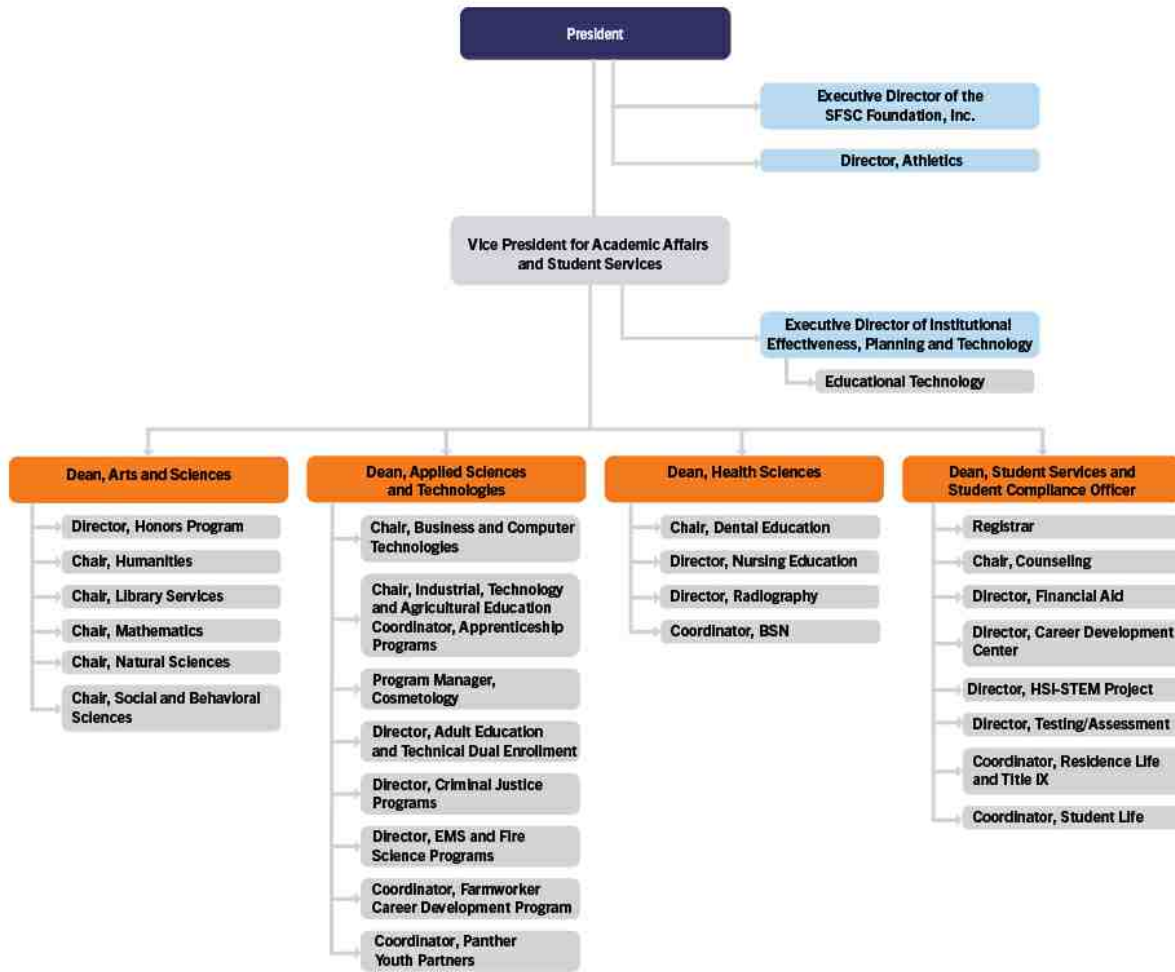 President
Executive Director of the
SFSC Foundation, Inc.
Director, Athletics
Vice President for Academic Affairs
and Student Services
Executive Director of Institutional
Effectiveness, Planning and Technology
Educational Technology
Dean, Arts and Sciences
Director, Honors Program
Chair, Humanities
Chair, Library Services
Chair, Mathematics
Chair, Natural Sciences
Chair, Social and Behavioral
Sciences
Dean, Applied Sciences
and Technologies
Chair, Business and Computer
Technologies
Chair, Industrial, Technology
and Agricultural Education
Coordinator, Apprenticeship
Programs
Program Manager,
Cosmetology
Director, Adult Education
and Technical Dual Enrollment
Director, Criminal Justice
Programs
Director, EMS and Fire
Science Programs
Coordinator, Farmworker
Career Development Program
Coordinator, Panther
Youth Partners
Dean, Health Sciences
Chair, Dental Education
Director, Nursing Education
Director, Radiography
Coordinator, BSN
Dean, Student Services and
Student Compliance Officer
Registrar
Chair, Counseling
Director, Financial Aid
Director, Career Development
Center
Director, HSI-STEM Project
Director, Testing/Assessment
Coordinator, Residence Life
and Title IX
Coordinator, Student Life